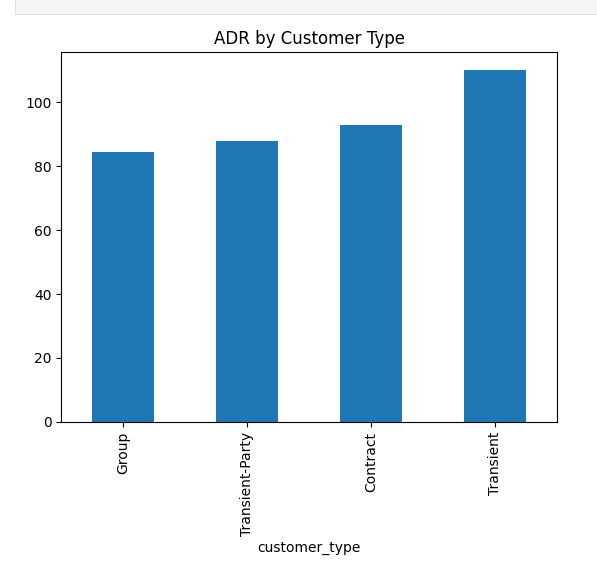 ADR by Customer Type
100
80
60
40
20
0
Group
Transient-Party
Contract
Transient
customer_type